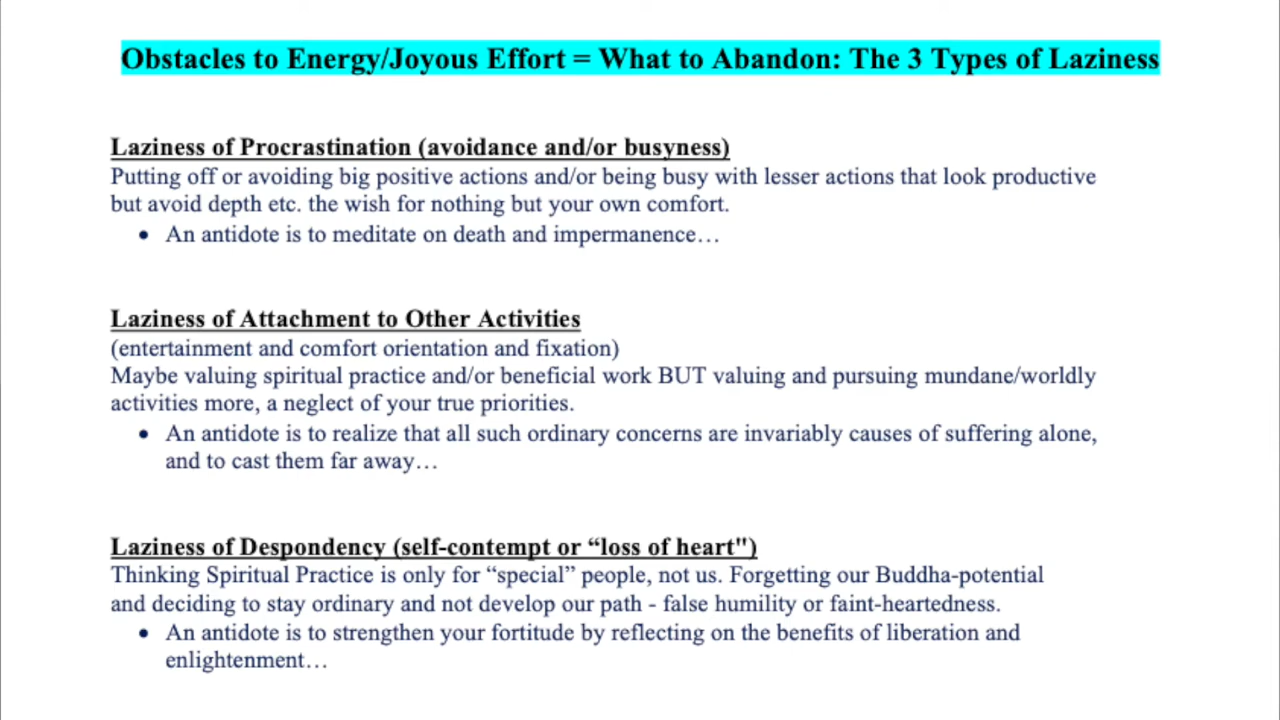 Obstacles to Energy/Joyous Effort = What to Abandon: The 3 Types of Laziness
Laziness of Procrastination (avoidance and/or busyness)
Putting off or avoiding big positive actions and/or being busy with lesser actions that look productive
but avoid depth etc. the wish for nothing but your own comfort.
• An antidote is to meditate on death and impermanence…
Laziness of Attachment to Other Activities
(entertainment and comfort orientation and fixation)
Maybe valuing spiritual practice and/or beneficial work BUT valuing and pursuing mundane/worldly
activities more, a neglect of your true priorities.
• An antidote is to realize that all such ordinary concerns are invariably causes of suffering alone,
and to cast them far away…
Laziness of Despondency (self-contempt or “loss of heart")
Thinking Spiritual Practice is only for “special” people, not us. Forgetting our Buddha-potential
and deciding to stay ordinary and not develop our path - false humility or faint-heartedness.
• An antidote is to strengthen your fortitude by reflecting on the benefits of liberation and
enlightenment…